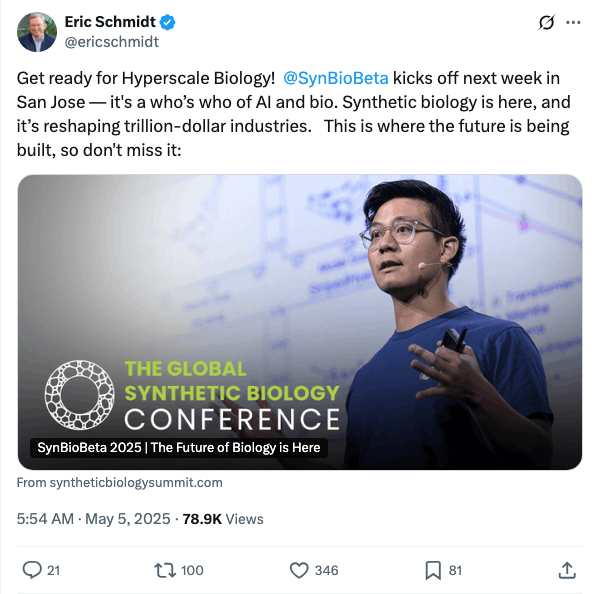 Eric Schmidt
@ericschmidt
Get ready for Hyperscale Biology!  @SynBioBeta kicks off next week in
San Jose — it's a who’s who of AI and bio. Synthetic biology is here, and
it’s reshaping trillion-dollar industries.   This is where the future is being
built, so don't miss it:
THE GLOBAL
SYNTHETIC BIOLOGY
CONFERENCE
SynBioBeta 2025 | The Future of Biology is Here
From syntheticbiologysummit.com
5:54 AM · May 5, 2025 · 78.9K Views
21 100 346 81